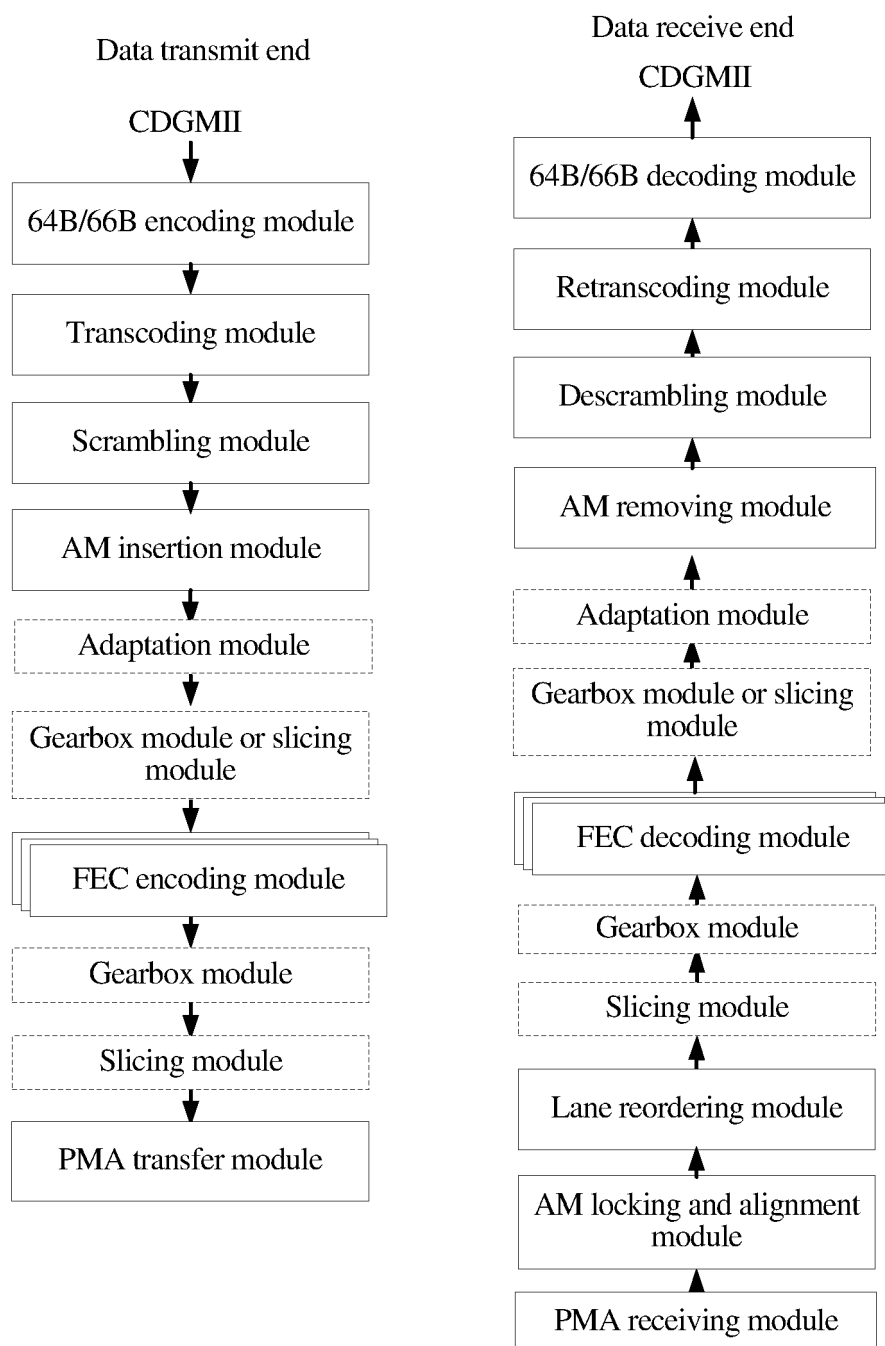 Data transmit end
CDGMII
64B/66B encoding module
Transcoding module
Scrambling module
AM insertion module
Adaptation module
Gearbox module or slicing
module
FEC encoding module
Gearbox module
Slicing module
PMA transfer module
Data receive end
CDGMII
64B/66B decoding module
Retranscoding module
Descrambling module
AM removing module
Adaptation module
Gearbox module or slicing
module
FEC decoding module
Gearbox module
Slicing module
Lane reordering module
AM locking and alignment
module
PMA receiving module